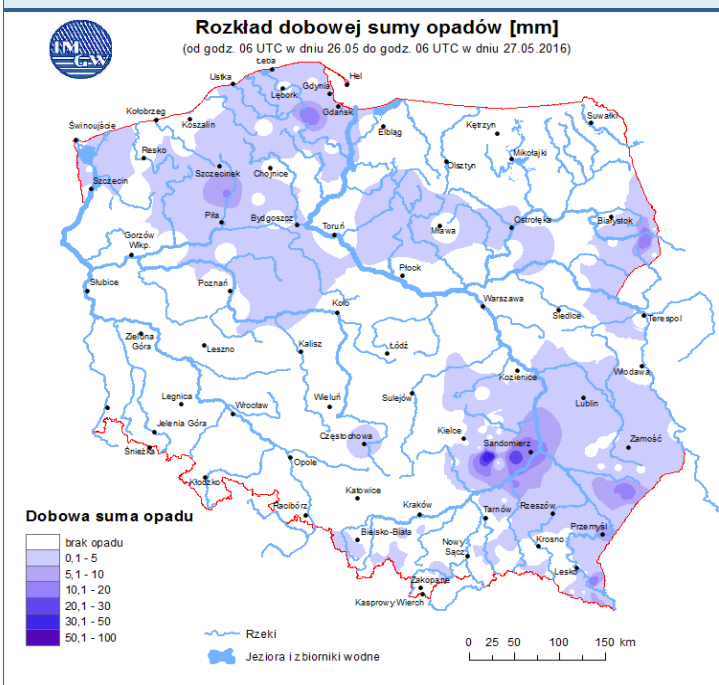 Rozkład dobowej sumy opadów [mm]
(od godz. 06 UTC w dniu 26.05 do godz. 06 UTC w dniu 27.05.2016)
IM
GW
Łeba
Ustka
Hel
Gdynia
Lębork
Gdańsk
Kołobrzeg
Koszalin
Świnoujście
Elbląg
Kętrzyn
Suwałki
Resko
Mikołajki
Olsztyn
Szczecinek
Chojnice
Szczecin
Piła
Bydgoszcz
Toruń
Mława
Ostrołęka
Białystok
Gorzów
Wlkp.
Płock
Słubice
Poznań
Koło
Warszawa
Siedlce
Terespol
Zielona
Góra
Leszno
Kalisz
Łódź
Kozienice
Włodawa
Legnica
Wrocław
Wieluń
Sulejów
Lublin
Jelenia Góra
Częstochowa
Kielce
Sandomierz
Zamość
Śnieżka
Opole
Kłodzko
Katowice
Racibórz
Kraków
Tarnów
Rzeszów
Przemyśl
Bielsko-Biała
Nowy
Sącz
Krosno
Lesko
Zakopane
Kasprowy Wierch
Dobowa suma opadu
brak opadu
0,1 - 5
5,1 - 10
10,1 - 20
20,1 - 30
30,1 - 50
50,1 - 100
Rzeki
Jeziora i zbiorniki wodne
0 25 50 100 150 km